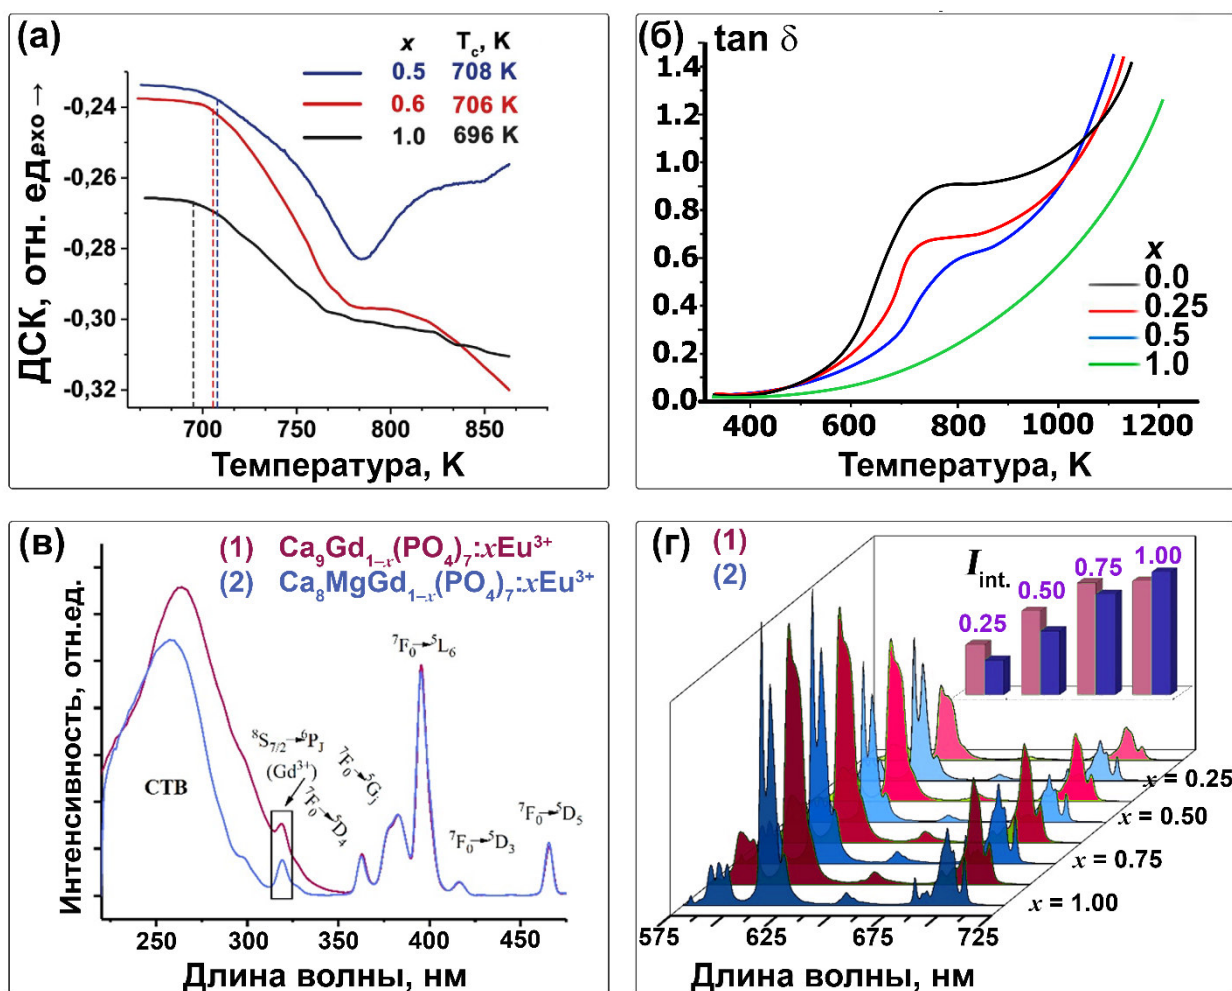 (а)
x T_c, K
0.5 708 K
0.6 706 K
1.0 696 K
ДСК, отн. ед. exo →
-0,24
-0,26
-0,28
-0,30
-0,32
700 750 800 850
Температура, K
(б) tan δ
1.4
1.2
1.0
0.8
0.6
0.4
0.2
0.0
x
0.0
0.25
0.5
1.0
400 600 800 1000 1200
Температура, K
(в)
(1) Ca₉Gd₁₋ₓ(PO₄)₇:xEu³⁺
(2) Ca₈MgGd₁₋ₓ(PO₄)₇:xEu³⁺
Интенсивность, отн.ед.
СТВ
⁸S₇/₂→⁶P_J
(Gd³⁺)
⁷F₀→⁵D₄
⁷F₀→⁵G_J
⁷F₀→⁵L₆
⁷F₀→⁵D₃
⁷F₀→⁵D₅
250 300 350 400 450
Длина волны, нм
(г) (1)
(2)
I_int.
0.25 0.50 0.75 1.00
x = 0.25
x = 0.50
x = 0.75
x = 1.00
575 625 675 725
Длина волны, нм